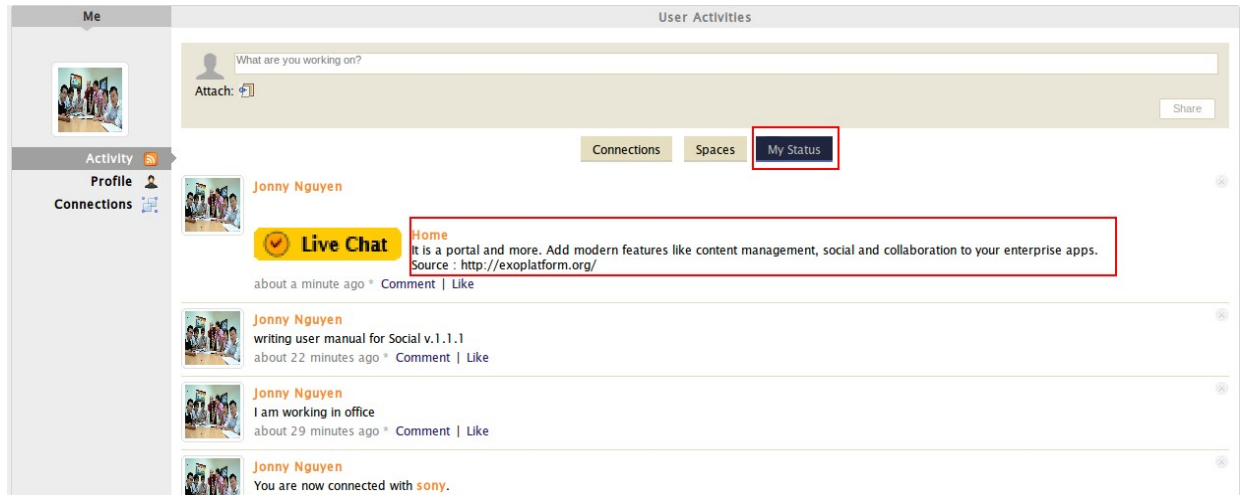 Me
User Activities
What are you working on?
Attach:
Share
Connections Spaces My Status
Activity
Profile
Connections
Jonny Nguyen
Live Chat
Home
It is a portal and more. Add modern features like content management, social and collaboration to your enterprise apps.
Source : http://exoplatform.org/
about a minute ago * Comment | Like
Jonny Nguyen
writing user manual for Social v.1.1.1
about 22 minutes ago * Comment | Like
Jonny Nguyen
I am working in office
about 29 minutes ago * Comment | Like
Jonny Nguyen
You are now connected with sony.